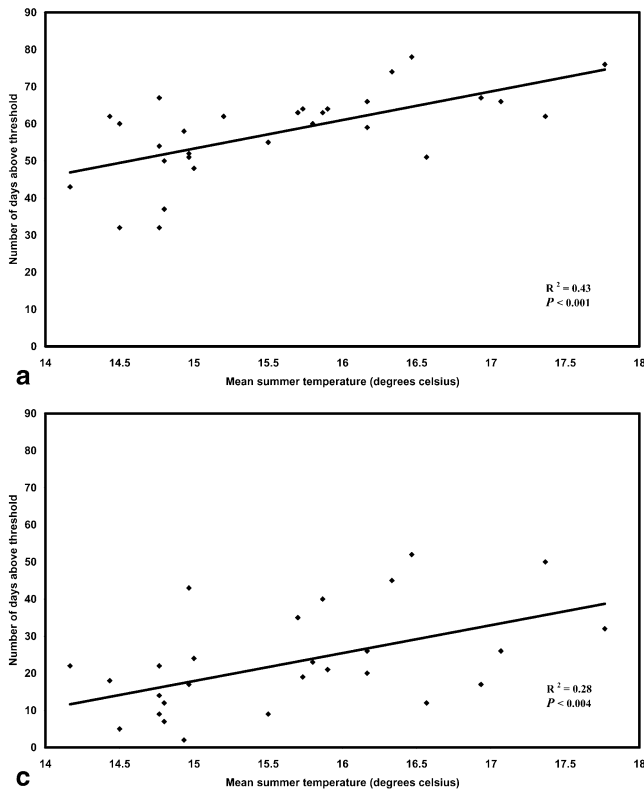 90
80
70
60
50
40
30
20
10
0
Number of days above threshold
R 2 = 0.43
P < 0.001
14 14.5 15 15.5 16 16.5 17 17.5 18
Mean summer temperature (degrees celsius)
a
90
80
70
60
50
40
30
20
10
0
Number of days above threshold
R 2 = 0.28
P < 0.004
14 14.5 15 15.5 16 16.5 17 17.5 18
Mean summer temperature (degrees celsius)
c